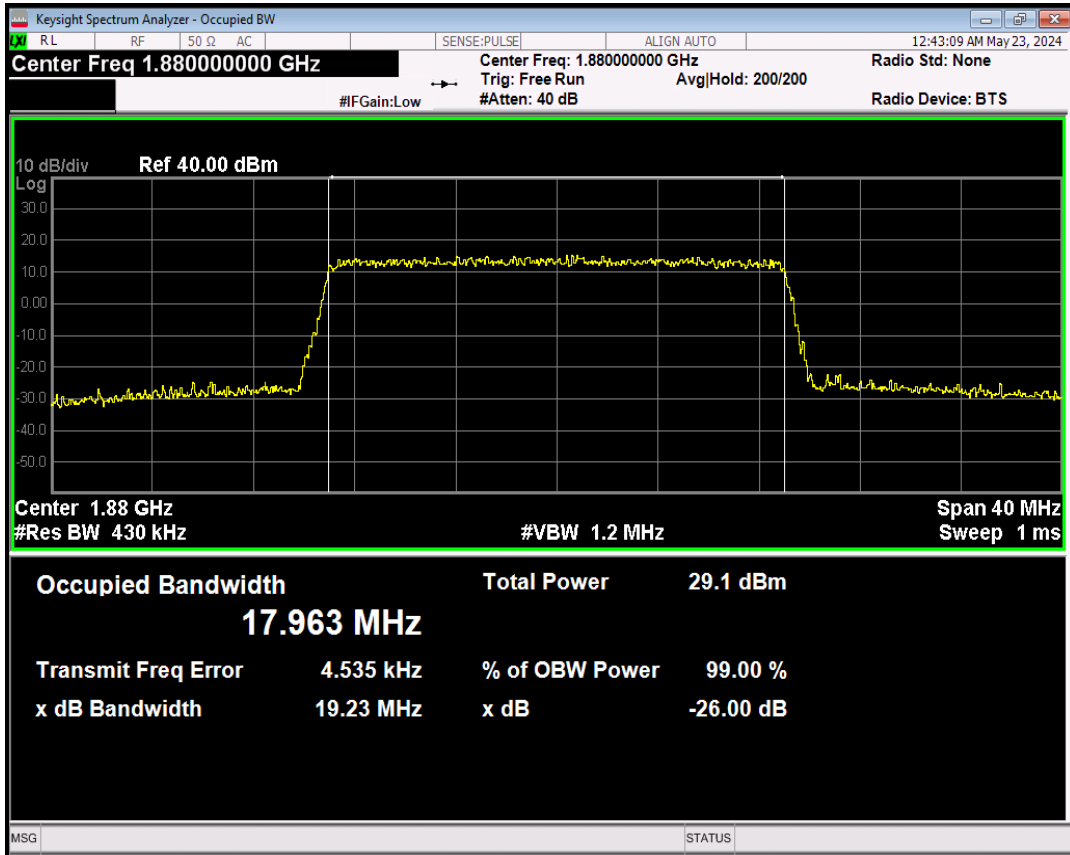 Keysight Spectrum Analyzer - Occupied BW
LXI RL RF 50 Ω AC SENSE:PULSE ALIGN AUTO 12:43:09 AM May 23, 2024
Center Freq 1.880000000 GHz Center Freq: 1.880000000 GHz Radio Std: None
Trig: Free Run Avg|Hold: 200/200
#IFGain:Low #Atten: 40 dB Radio Device: BTS
10 dB/div Ref 40.00 dBm
Log
30.0
20.0
10.0
0.00
-10.0
-20.0
-30.0
-40.0
-50.0
Center 1.88 GHz Span 40 MHz
#Res BW 430 kHz #VBW 1.2 MHz Sweep 1 ms
Occupied Bandwidth Total Power 29.1 dBm
17.963 MHz
Transmit Freq Error 4.535 kHz % of OBW Power 99.00 %
x dB Bandwidth 19.23 MHz x dB -26.00 dB
MSG STATUS